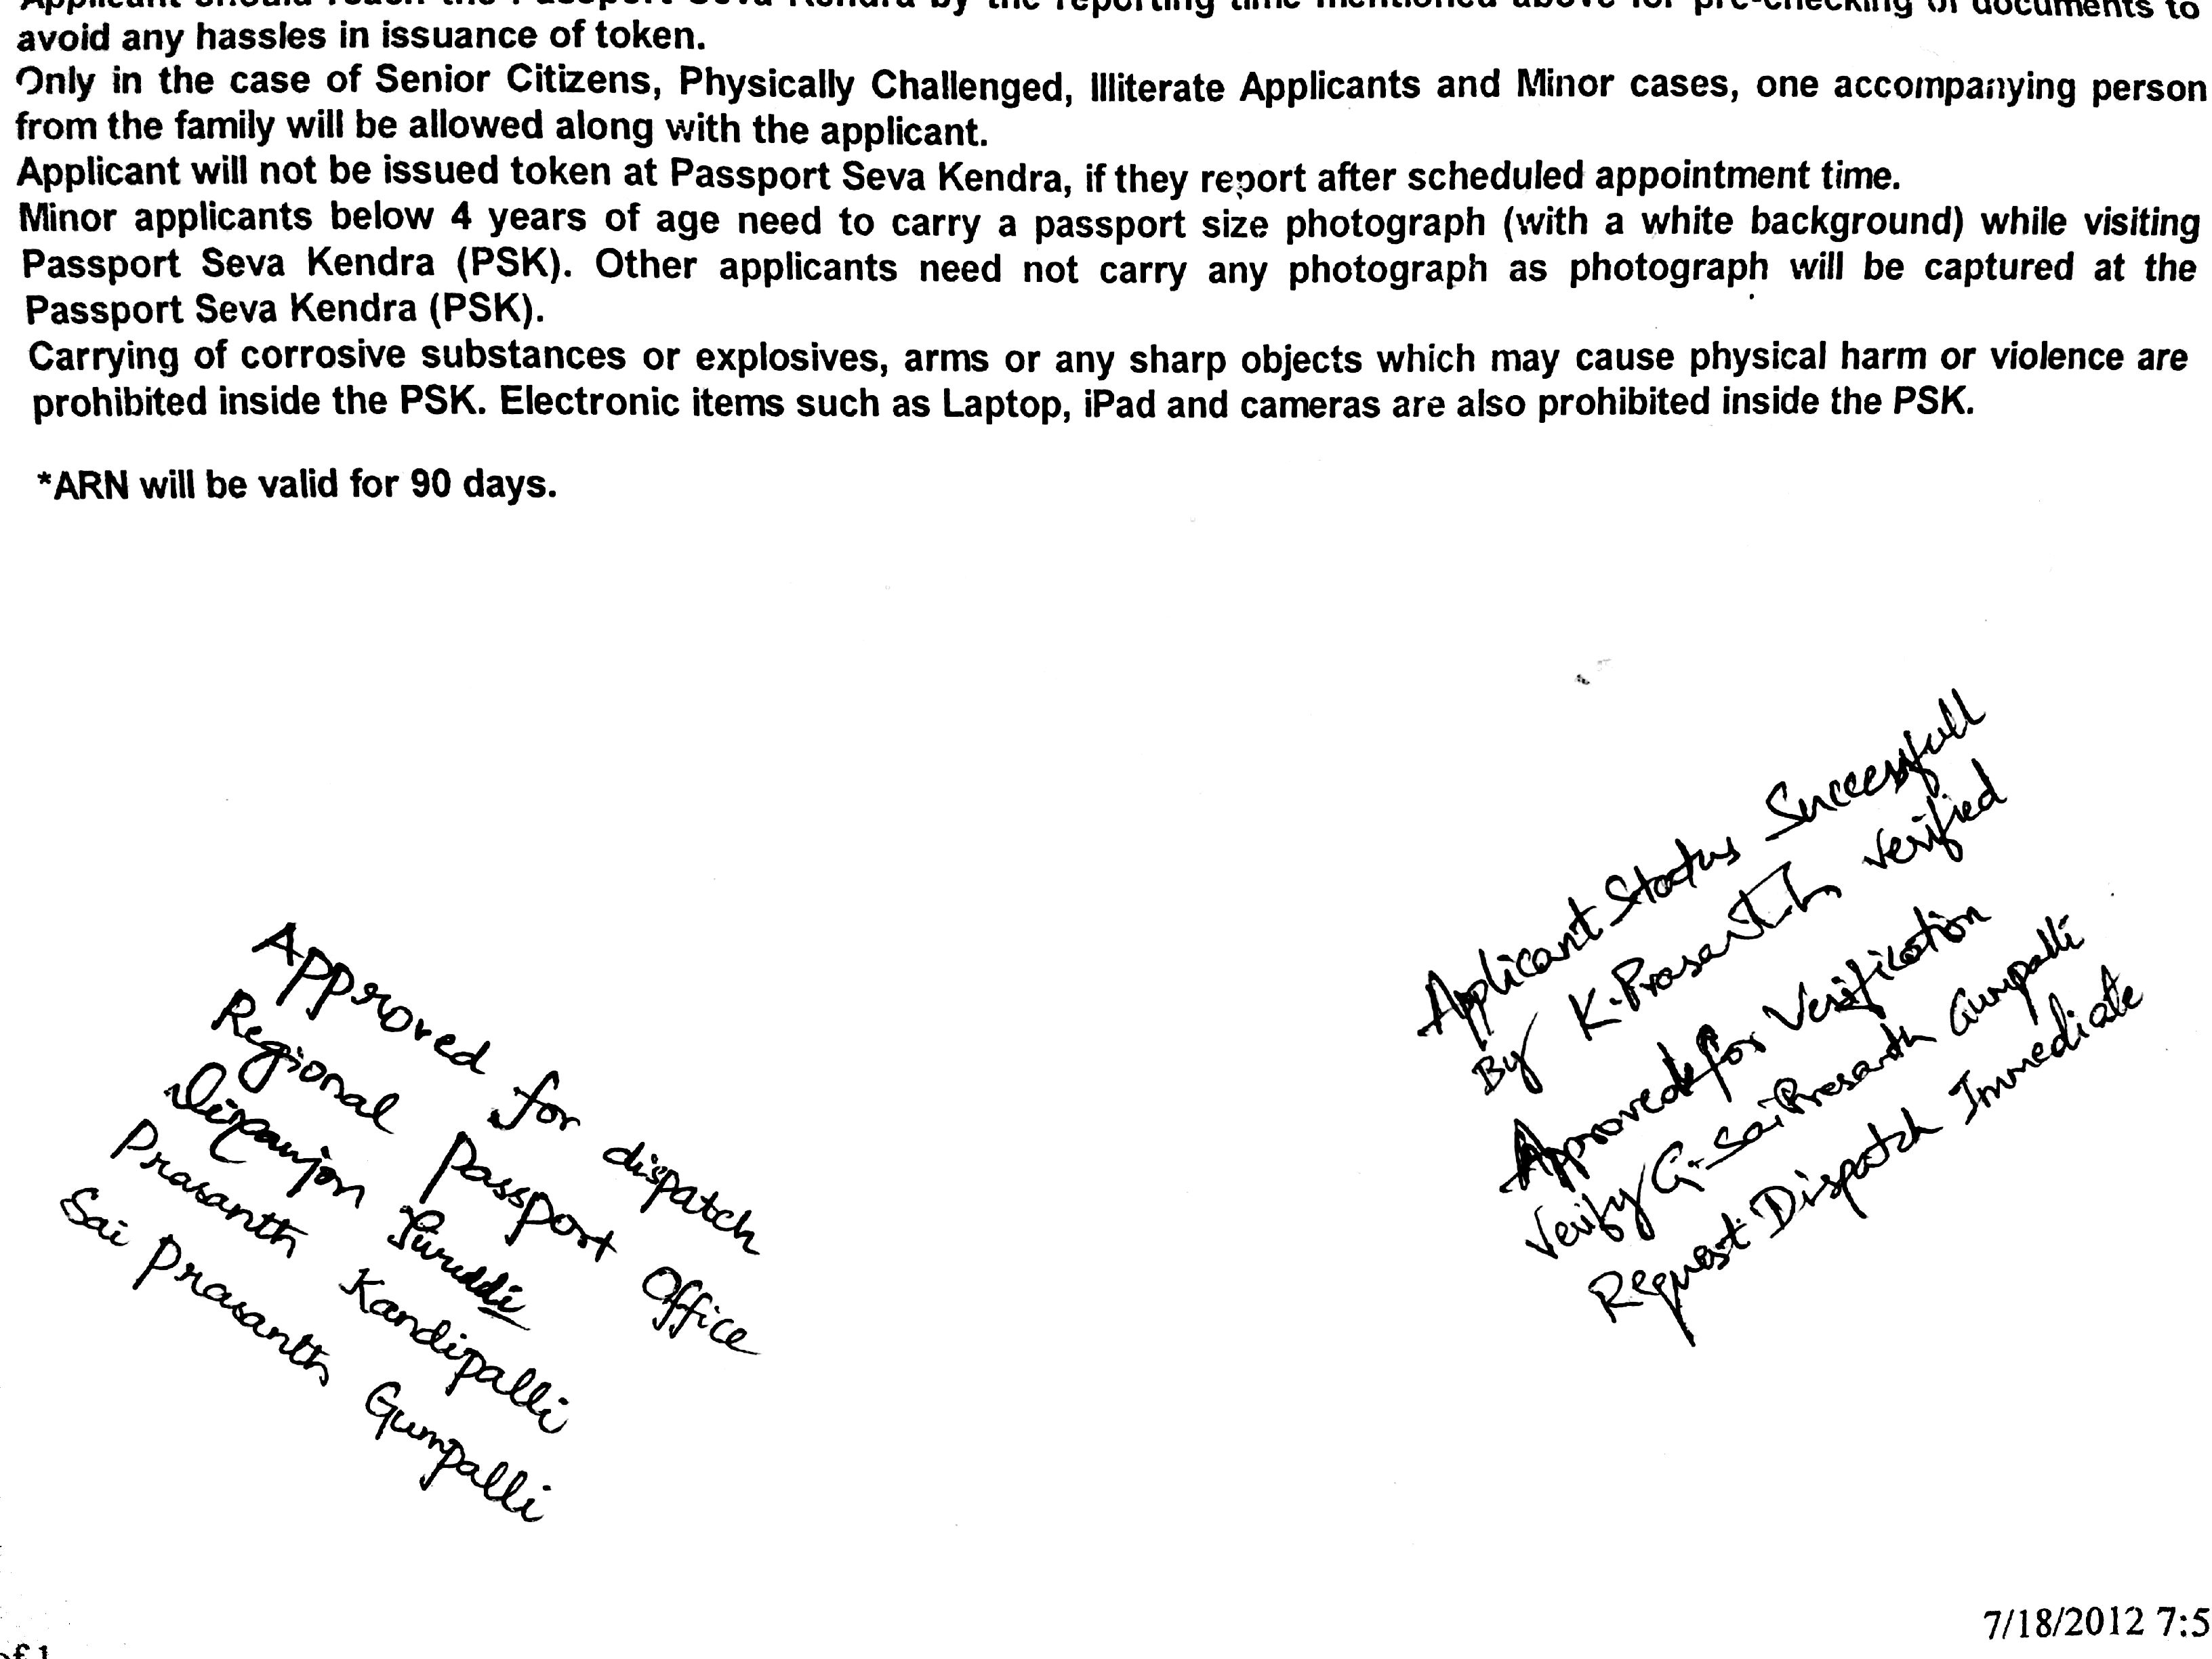 Applicant should reach the Passport Seva Kendra by the reporting time mentioned above for pre-checking of documents to
avoid any hassles in issuance of token.
Only in the case of Senior Citizens, Physically Challenged, Illiterate Applicants and Minor cases, one accompanying person
from the family will be allowed along with the applicant.
Applicant will not be issued token at Passport Seva Kendra, if they report after scheduled appointment time.
Minor applicants below 4 years of age need to carry a passport size photograph (with a white background) while visiting
Passport Seva Kendra (PSK). Other applicants need not carry any photograph as photograph will be captured at the
Passport Seva Kendra (PSK).
Carrying of corrosive substances or explosives, arms or any sharp objects which may cause physical harm or violence are
prohibited inside the PSK. Electronic items such as Laptop, iPad and cameras are also prohibited inside the PSK.
*ARN will be valid for 90 days.
Approved for dispatch
Regional Passport Office
Prasanth Kandipalli
Sai Prasanth Gumpalli
Applicant Status Successfull
By K. Prasanth verified
Approved for Verification
Verify G. Sai Prasanth Gumpalli
Request Dispatch Immediate
7/18/2012 7:5
of 1